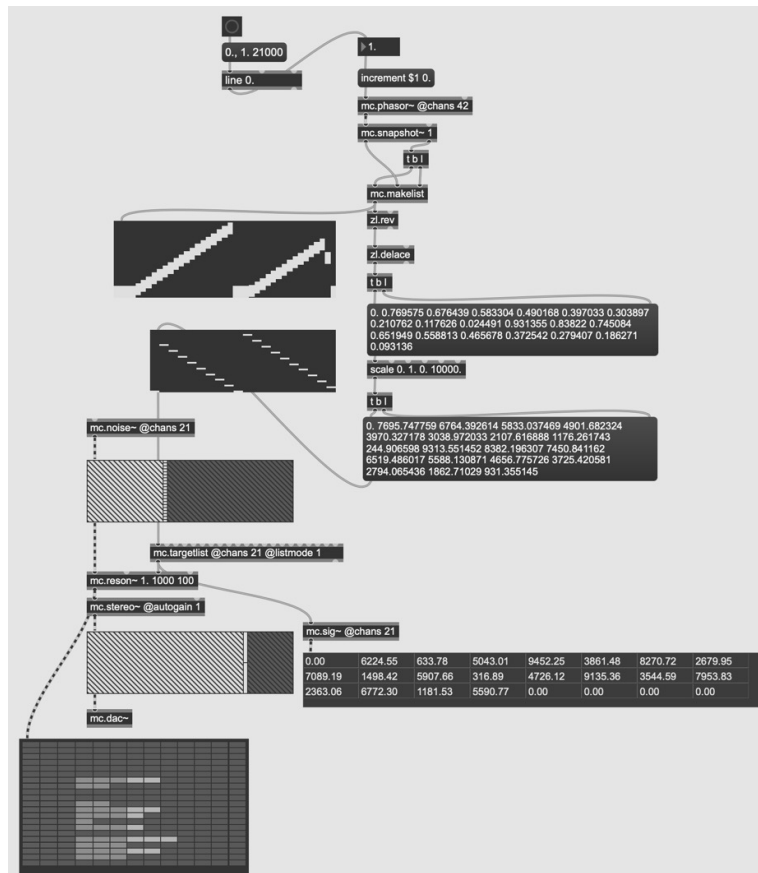 0., 1. 21000
1.
line 0.
increment $1 0.
mc.phasor~ @chans 42
mc.snapshot~ 1
t b l
mc.makelist
zl.rev
zl.delace
t b l
0. 0.769575 0.676439 0.583304 0.490168 0.397033 0.303897
0.210762 0.117626 0.024491 0.931355 0.83822 0.745084
0.651949 0.558813 0.465678 0.372542 0.279407 0.186271
0.093136
scale 0. 1. 0. 10000.
t b l
0. 7695.747759 6764.392614 5833.037469 4901.682324
3970.327178 3038.972033 2107.616888 1176.261743
244.906598 9313.551452 8382.196307 7450.841162
6519.486017 5588.130871 4656.775726 3725.420581
2794.065436 1862.71029 931.355145
mc.noise~ @chans 21
mc.targetlist @chans 21 @listmode 1
mc.reson~ 1. 1000 100
mc.stereo~ @autogain 1
mc.sig~ @chans 21
0.00 6224.55 633.78 5043.01 9452.25 3861.48 8270.72 2679.95
7089.19 1498.42 5907.66 316.89 4726.12 9135.36 3544.59 7953.83
2363.06 6772.30 1181.53 5590.77 0.00 0.00 0.00 0.00
mc.dac~